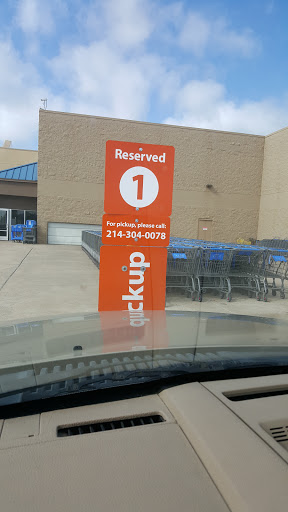 Reserved
1
For pickup, please call:
214-304-0078
pickup